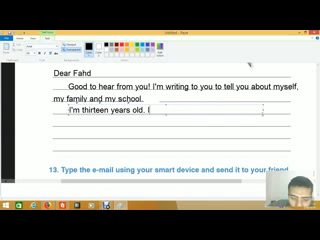 Dear Fahd
Good to hear from you! I'm writing to you to tell you about myself,
my family and my school.
I'm thirteen years old. I
13. Type the e-mail using your smart device and send it to your friend